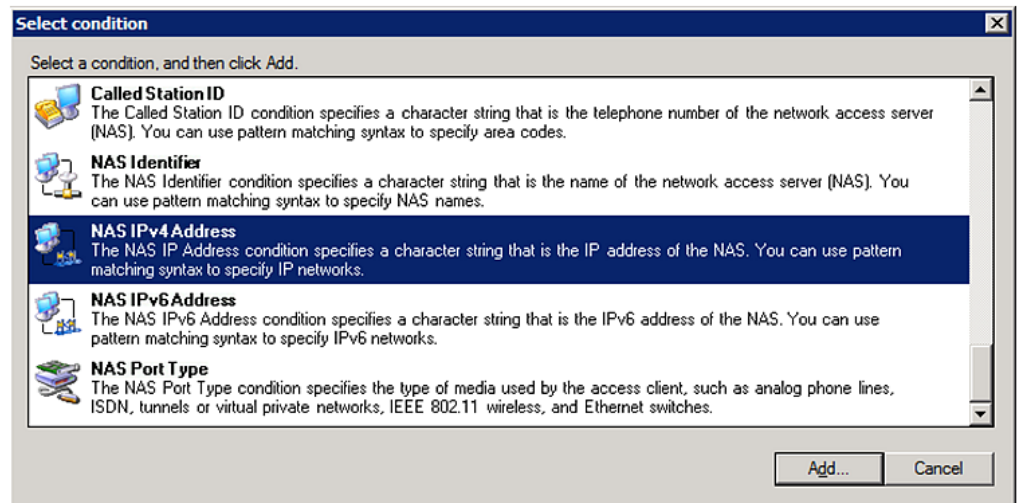 Select condition
Select a condition, and then click Add.
Called Station ID
The Called Station ID condition specifies a character string that is the telephone number of the network access server
(NAS). You can use pattern matching syntax to specify area codes.
NAS Identifier
The NAS Identifier condition specifies a character string that is the name of the network access server (NAS). You
can use pattern matching syntax to specify NAS names.
NAS IPv4 Address
The NAS IP Address condition specifies a character string that is the IP address of the NAS. You can use pattern
matching syntax to specify IP networks.
NAS IPv6 Address
The NAS IPv6 Address condition specifies a character string that is the IPv6 address of the NAS. You can use
pattern matching syntax to specify IPv6 networks.
NAS Port Type
The NAS Port Type condition specifies the type of media used by the access client, such as analog phone lines,
ISDN, tunnels or virtual private networks, IEEE 802.11 wireless, and Ethernet switches.
Add... Cancel